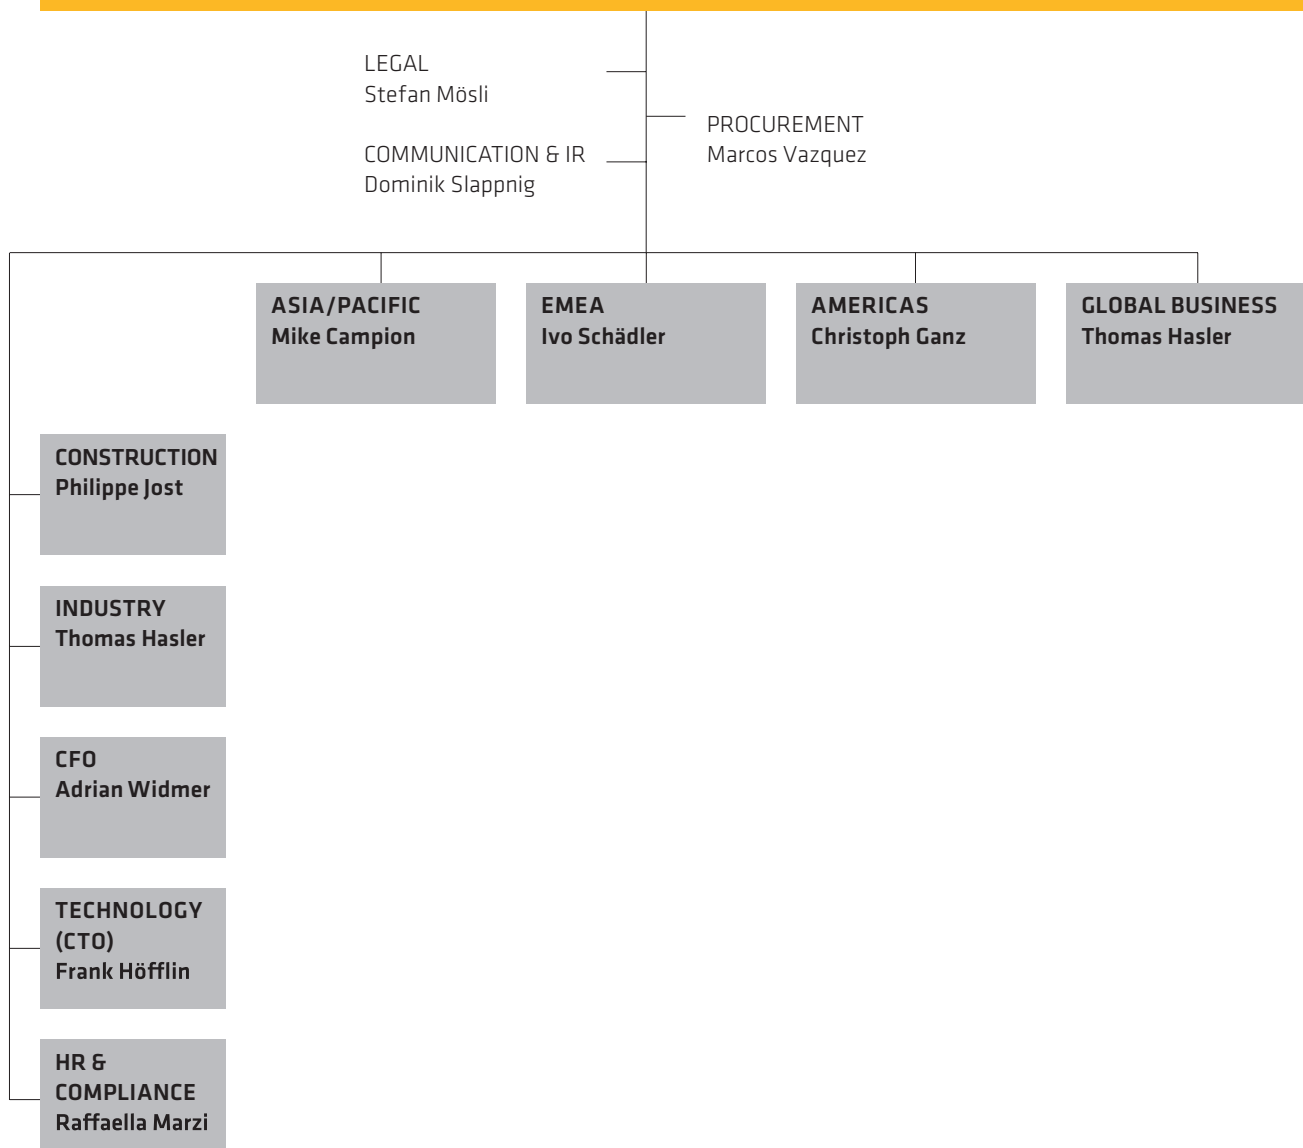 LEGAL
Stefan Mösli
PROCUREMENT
Marcos Vazquez
COMMUNICATION & IR
Dominik Slappnig
ASIA/PACIFIC
Mike Campion
EMEA
Ivo Schädler
AMERICAS
Christoph Ganz
GLOBAL BUSINESS
Thomas Hasler
CONSTRUCTION
Philippe Jost
INDUSTRY
Thomas Hasler
CFO
Adrian Widmer
TECHNOLOGY
(CTO)
Frank Höfflin
HR &
COMPLIANCE
Raffaella Marzi